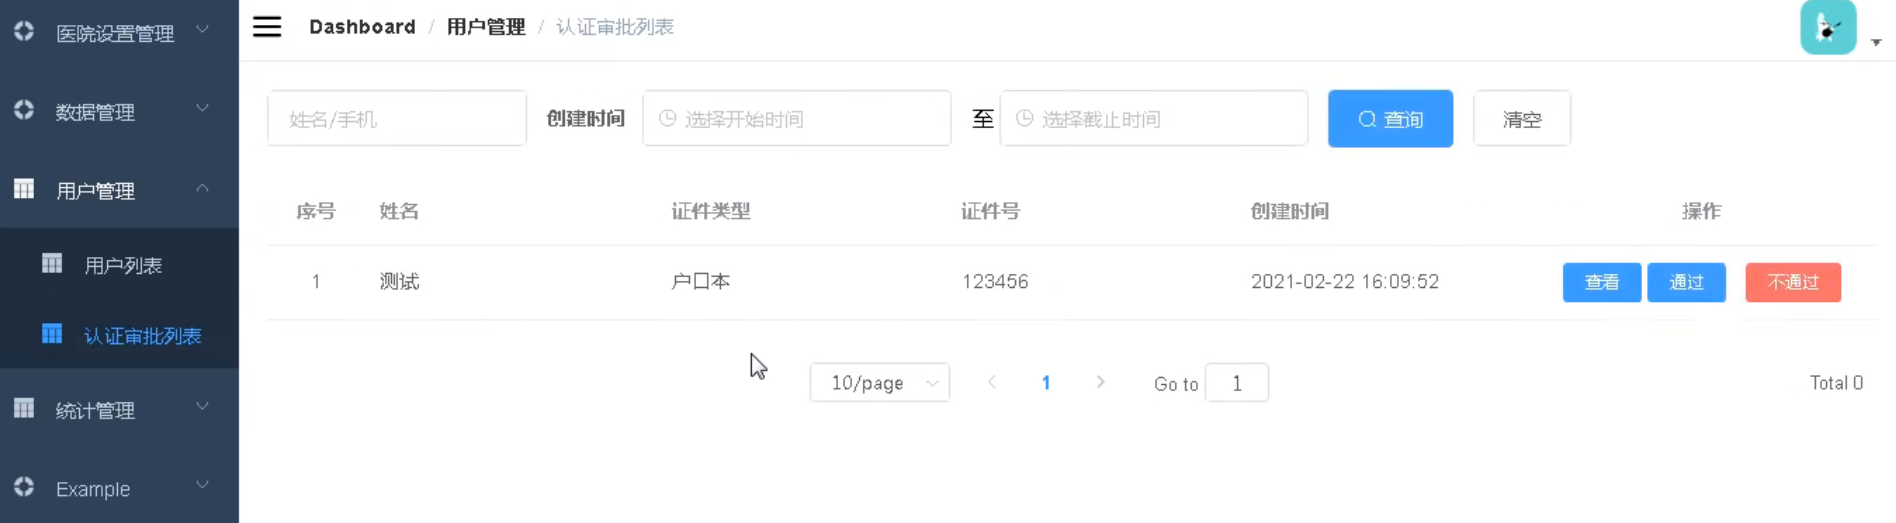 医院设置管理
数据管理
用户管理
用户列表
认证审批列表
统计管理
Example
Dashboard / 用户管理 / 认证审批列表
姓名/手机 创建时间 选择开始时间 至 选择截止时间 查询 清空
序号 姓名 证件类型 证件号 创建时间 操作
1 测试 户口本 123456 2021-02-22 16:09:52 查看 通过 不通过
10/page 1 Go to 1 Total 0